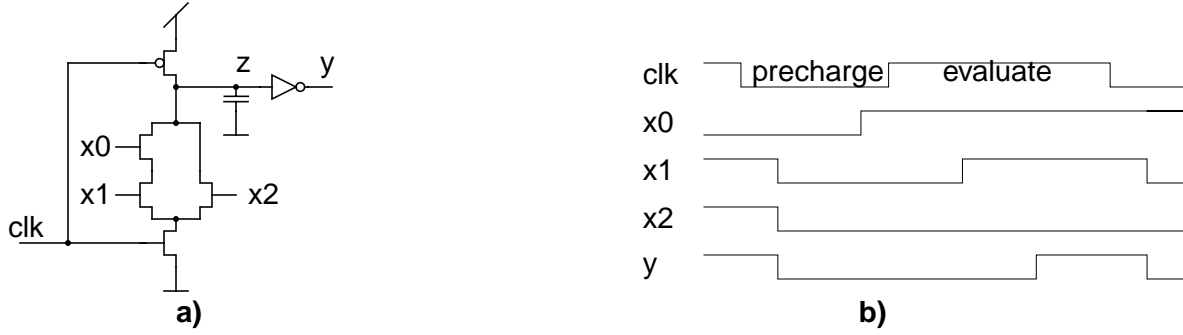 z
y
x0
x1
x2
clk
a)
clk
precharge
evaluate
x0
x1
x2
y
b)